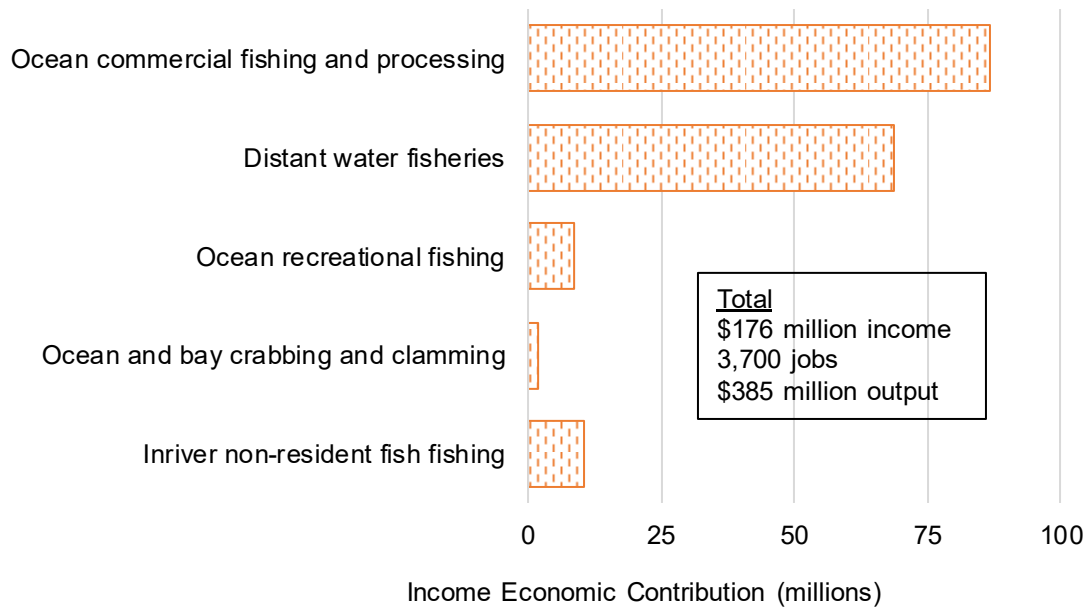 Ocean commercial fishing and processing
Distant water fisheries
Ocean recreational fishing
Ocean and bay crabbing and clamming
Inriver non-resident fish fishing
Total
$176 million income
3,700 jobs
$385 million output
0 25 50 75 100
Income Economic Contribution (millions)